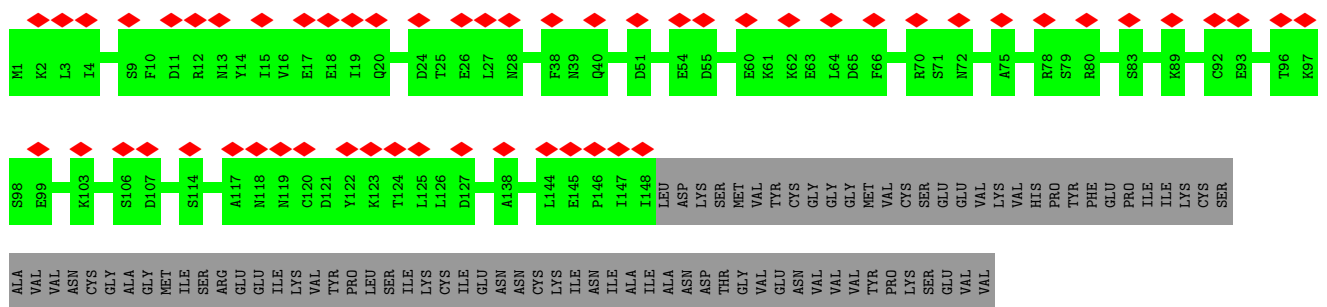 M1 K2 L3 I4 S9 F10 D11 R12 N13 Y14 I15 V16 E17 E18 I19 Q20 D24 T25 E26 L27 N28 F38 N39 Q40 D51 E54 D55 E60 K61 K62 E63 L64 D65 F66 R70 S71 N72 A75 R78 S79 R80 S83 K89 C92 E93 T96 K97
S98 E99 K103 S106 D107 S114 A117 N118 N119 C120 D121 Y122 K123 T124 L125 L126 D127 A138 L144 E145 P146 I147 I148 LEU ASP LYS SER MET VAL TYR CYS GLY GLY GLY MET VAL CYS SER GLU GLU VAL LYS VAL HIS PRO TYR PHE GLU PRO ILE ILE LYS CYS SER
ALA VAL VAL ASN CYS GLY ALA GLY MET ILE SER ARG GLU GLU ILE LYS VAL TYR PRO LEU SER ILE LYS CYS ILE GLU ASN ASN CYS LYS ILE ASN ILE ALA ILE ALA ASN ASP THR GLY VAL GLU ASN VAL VAL VAL TYR PRO LYS SER GLU VAL VAL